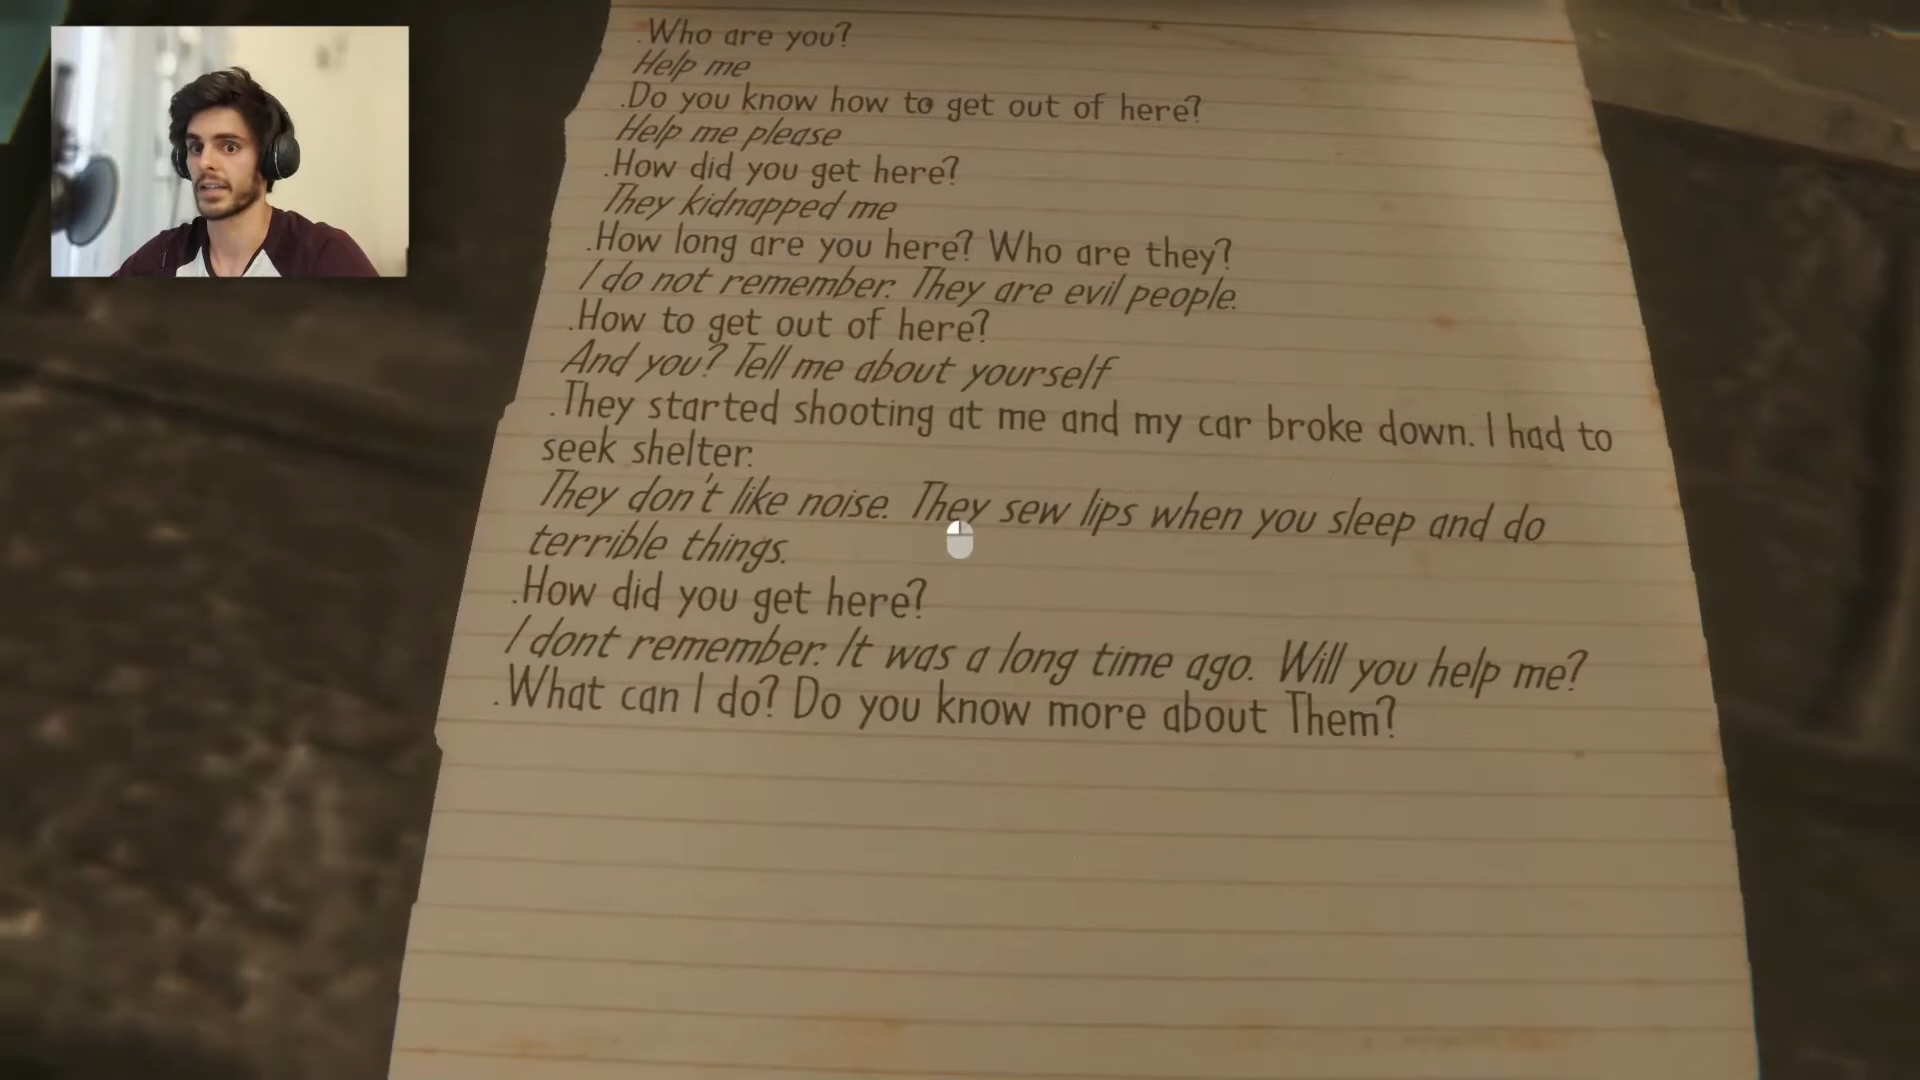 .Who are you?
Help me
.Do you know how to get out of here?
Help me please
.How did you get here?
They kidnapped me
.How long are you here? Who are they?
I do not remember. They are evil people.
.How to get out of here?
And you? Tell me about yourself
.They started shooting at me and my car broke down. I had to
seek shelter.
They don't like noise. They sew lips when you sleep and do
terrible things.
.How did you get here?
I dont remember. It was a long time ago. Will you help me?
.What can I do? Do you know more about Them?